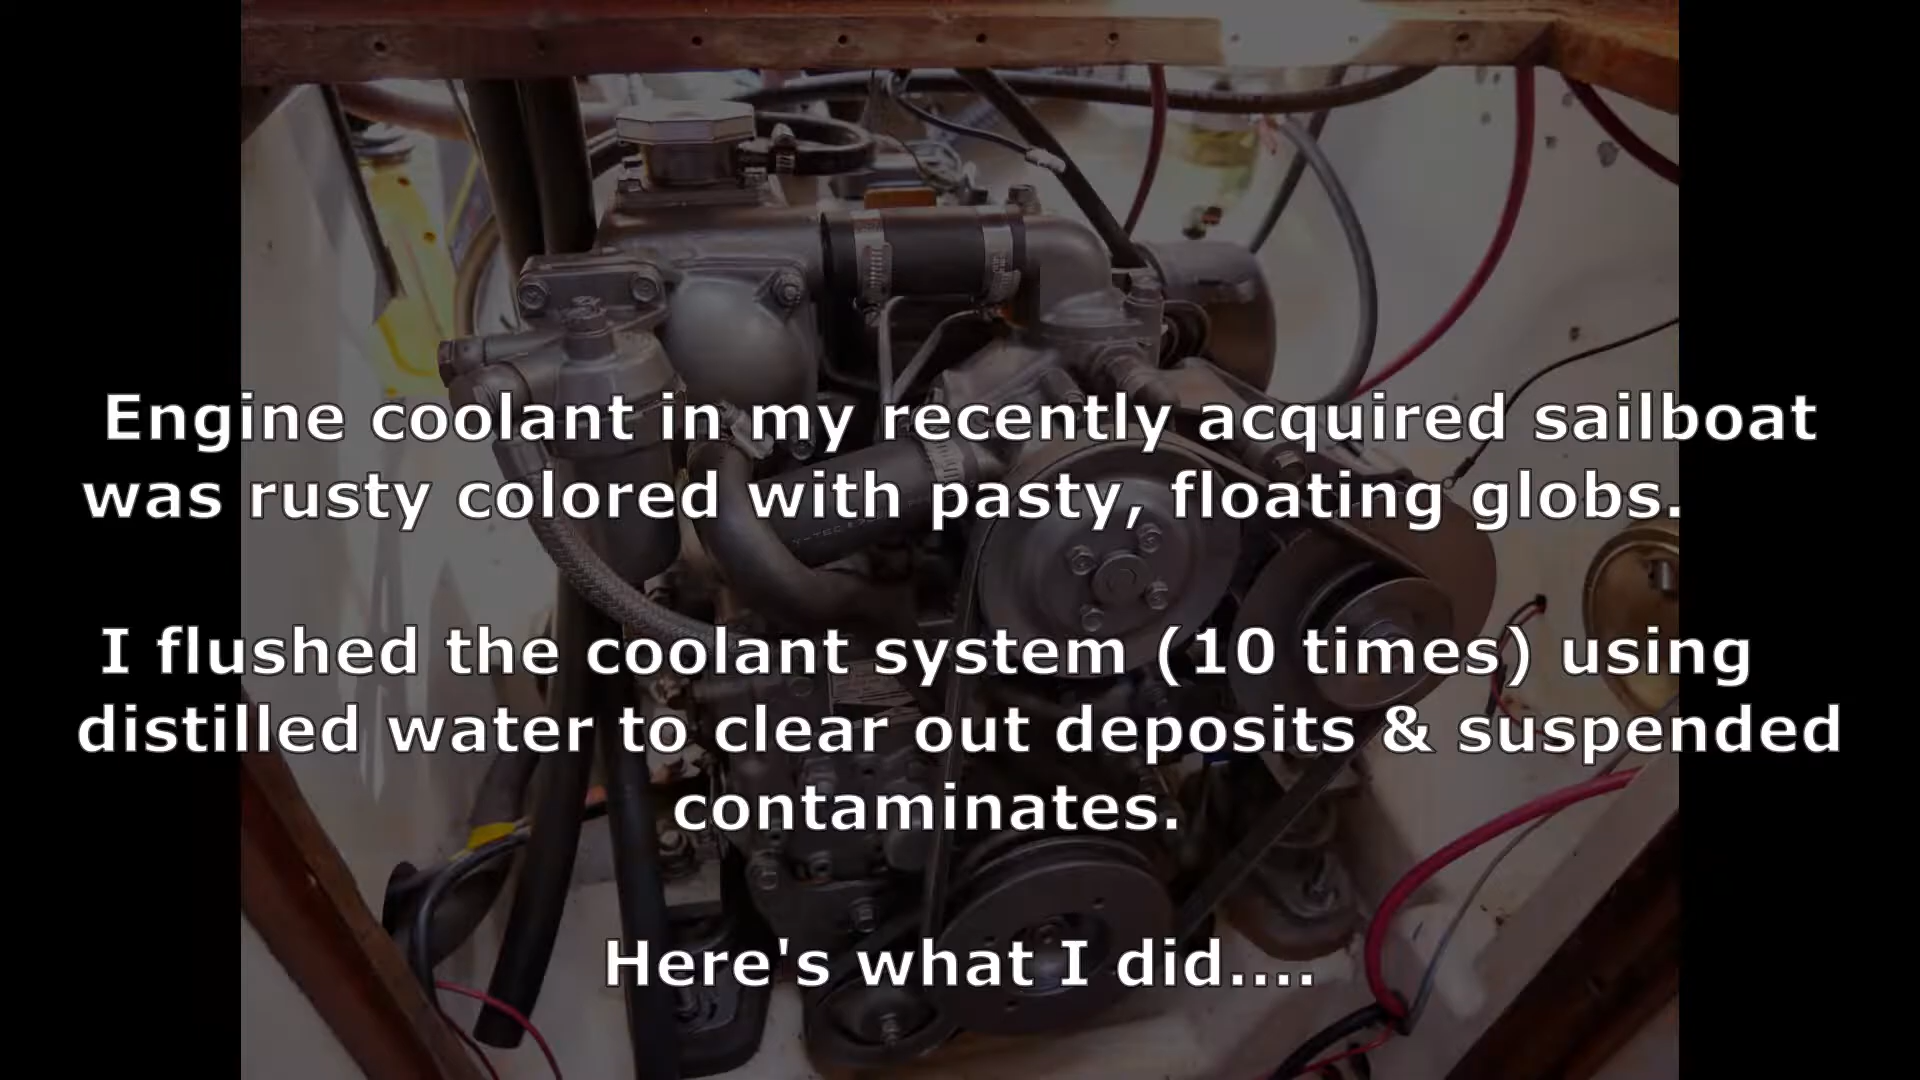 Engine coolant in my recently acquired sailboat
was rusty colored with pasty, floating globs.
I flushed the coolant system (10 times) using
distilled water to clear out deposits & suspended
contaminates.
Here's what I did....